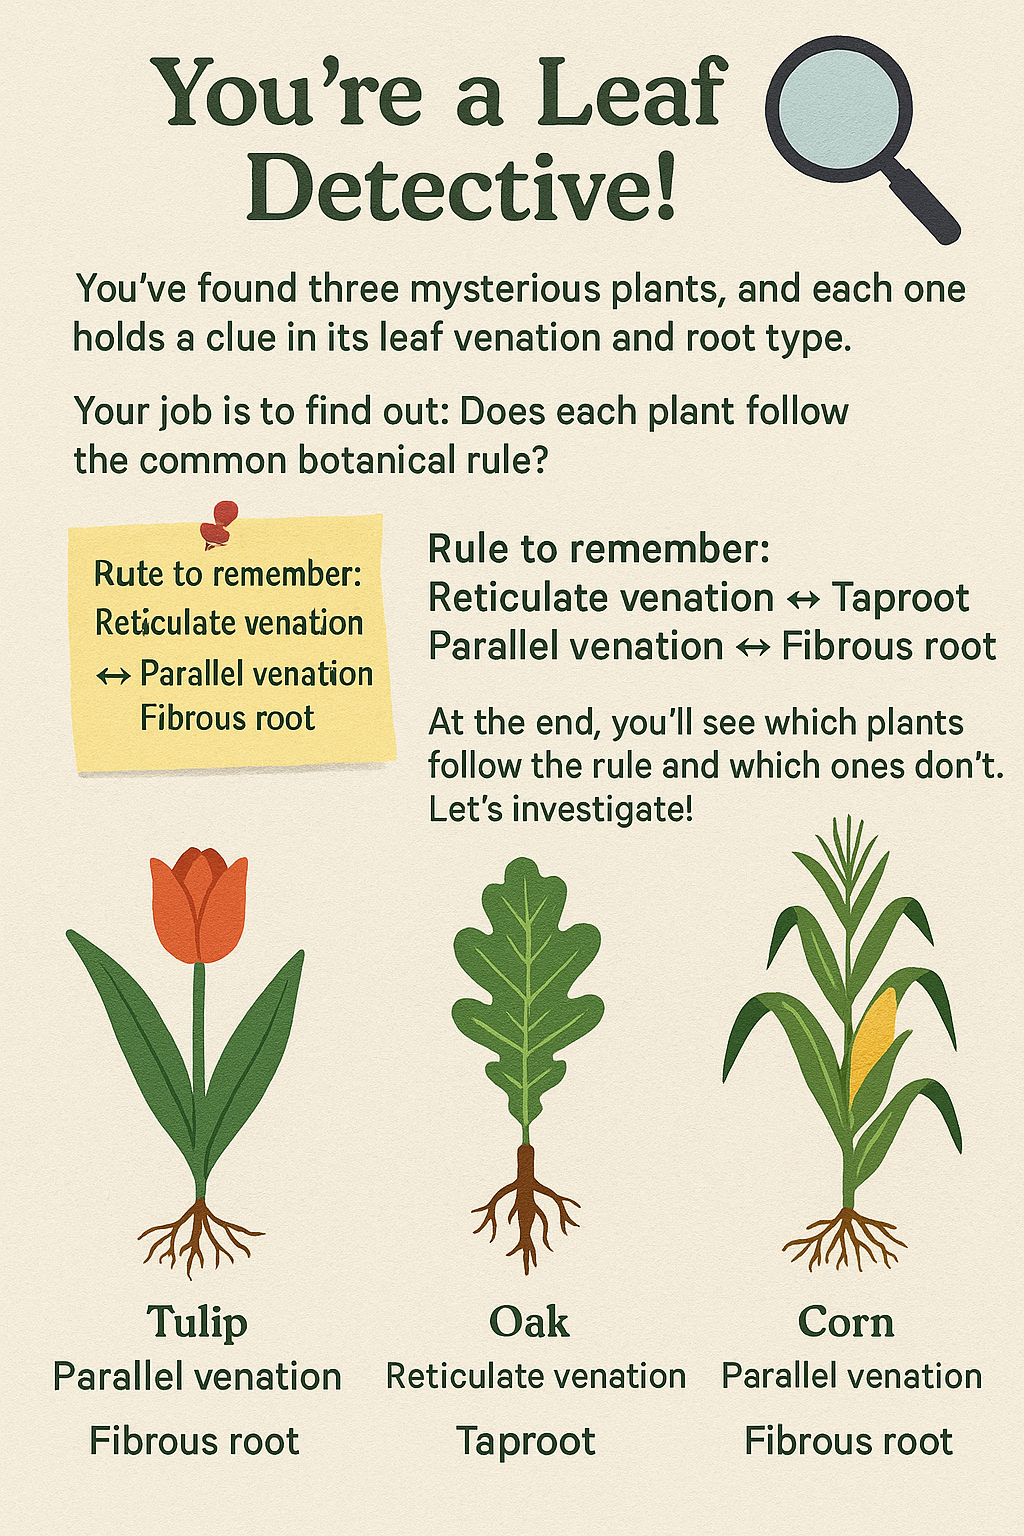 You're a Leaf
Detective!
You've found three mysterious plants, and each one
holds a clue in its leaf venation and root type.
Your job is to find out: Does each plant follow
the common botanical rule?
Rute to remember:
Reticulate venation
↔ Parallel venation
Fibrous root
Rule to remember:
Reticulate venation ↔ Taproot
Parallel venation ↔ Fibrous root
At the end, you'll see which plants
follow the rule and which ones don't.
Let's investigate!
Tulip
Parallel venation
Fibrous root
Oak
Reticulate venation
Taproot
Corn
Parallel venation
Fibrous root